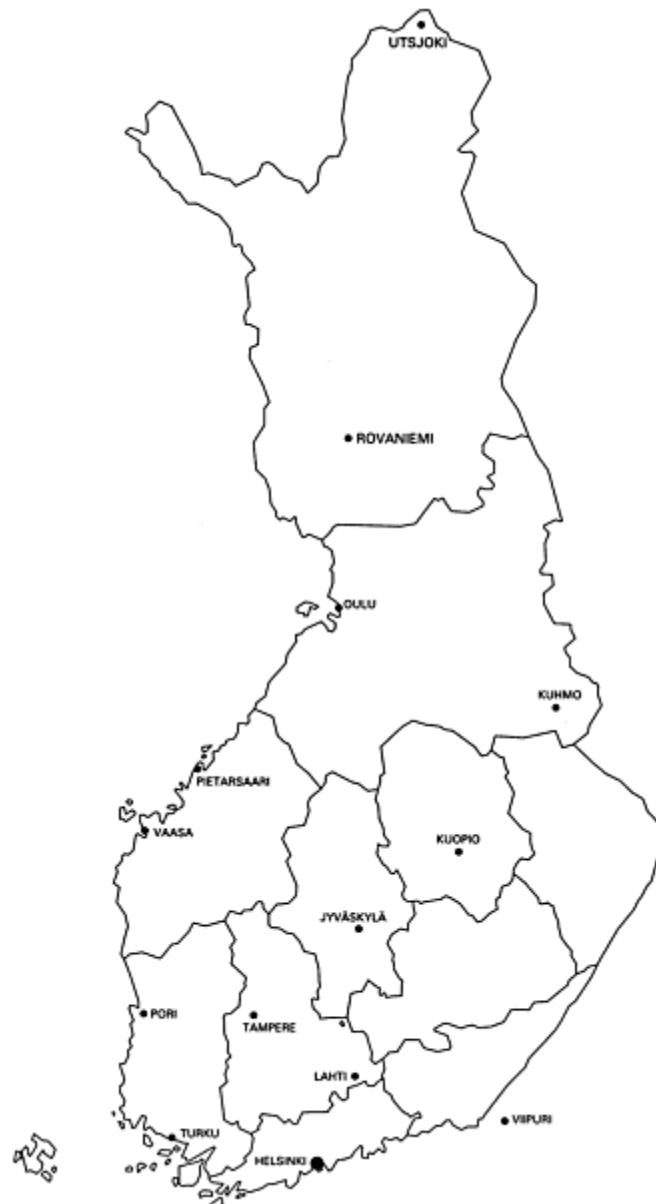 UTSJOKI
ROVANIEMI
OULU
KUHMO
PIETARSAARI
VAASA
KUOPIO
JYVÄSKYLÄ
PORI
TAMPERE
LAHTI
VIIPURI
TURKU
HELSINKI